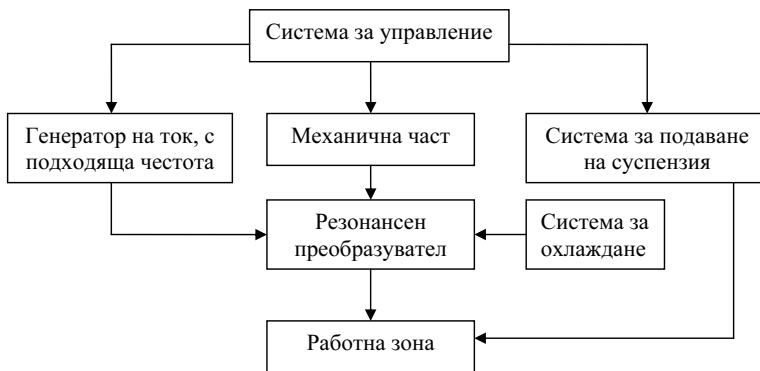 Система за управление
Генератор на ток, с
подходяща честота
Механична част
Система за подаване
на суспензия
Резонансен
преобразувател
Система за
охлаждане
Работна зона